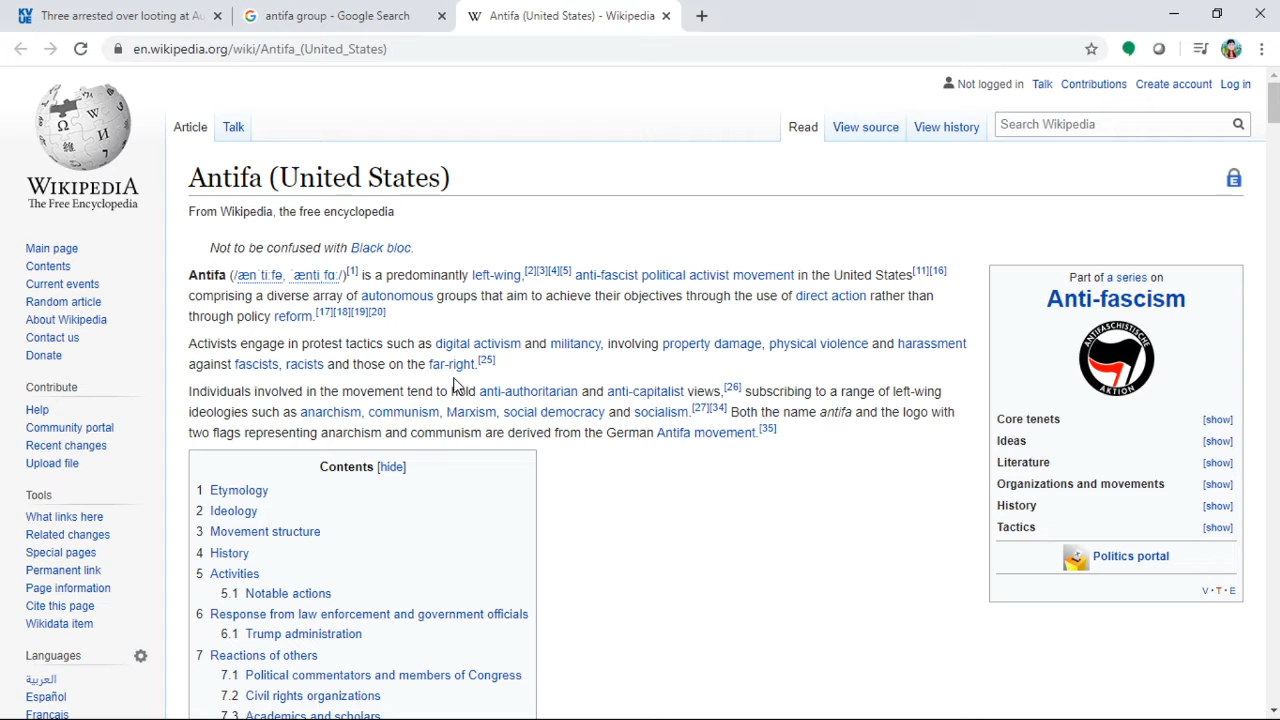 Three arrested over looting at Au
antifa group - Google Search
Antifa (United States) - Wikipedia
en.wikipedia.org/wiki/Antifa_(United_States)
Not logged in Talk Contributions Create account Log in
Article Talk Read View source View history Search Wikipedia
WIKIPEDIA
The Free Encyclopedia
Main page
Contents
Current events
Random article
About Wikipedia
Contact us
Donate
Contribute
Help
Community portal
Recent changes
Upload file
Tools
What links here
Related changes
Special pages
Permanent link
Page information
Cite this page
Wikidata item
Languages
العربية
Español
Français
Antifa (United States)
From Wikipedia, the free encyclopedia
Not to be confused with Black bloc.
Antifa (/ænˈtiːfə, ˈænti fɑː/)[1] is a predominantly left-wing,[2][3][4][5] anti-fascist political activist movement in the United States[11][16]
comprising a diverse array of autonomous groups that aim to achieve their objectives through the use of direct action rather than
through policy reform.[17][18][19][20]
Activists engage in protest tactics such as digital activism and militancy, involving property damage, physical violence and harassment
against fascists, racists and those on the far-right.[25]
Individuals involved in the movement tend to hold anti-authoritarian and anti-capitalist views,[26] subscribing to a range of left-wing
ideologies such as anarchism, communism, Marxism, social democracy and socialism.[27][34] Both the name antifa and the logo with
two flags representing anarchism and communism are derived from the German Antifa movement.[35]
Contents [hide]
1 Etymology
2 Ideology
3 Movement structure
4 History
5 Activities
5.1 Notable actions
6 Response from law enforcement and government officials
6.1 Trump administration
7 Reactions of others
7.1 Political commentators and members of Congress
7.2 Civil rights organizations
7.3 Academics and scholars
Part of a series on
Anti-fascism
ANTIFASCHISTISCHE
AKTION
Core tenets [show]
Ideas [show]
Literature [show]
Organizations and movements [show]
History [show]
Tactics [show]
Politics portal
V · T · E